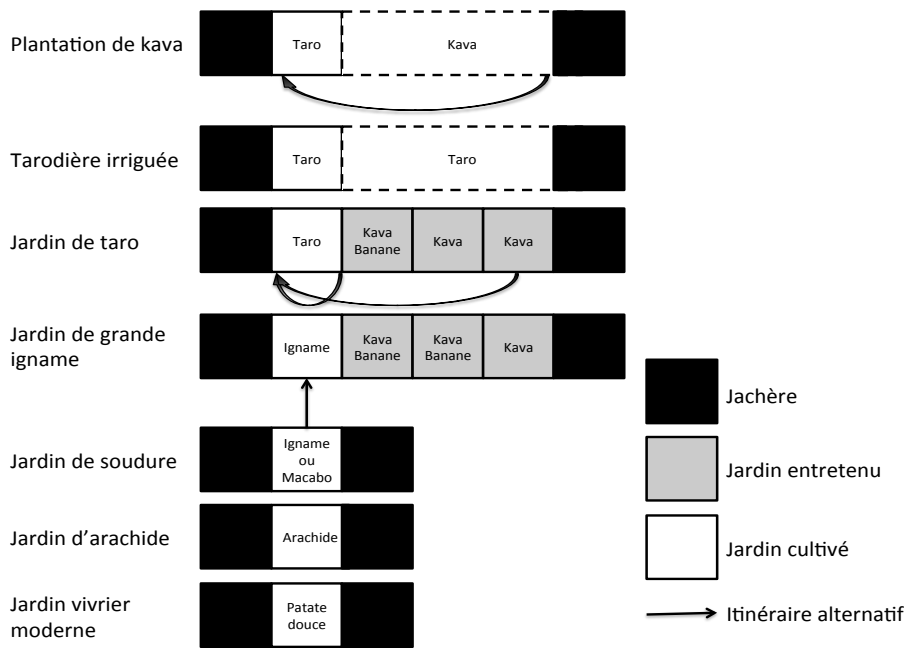 Plantation de kava
Taro
Kava
Tarodière irriguée
Taro
Taro
Jardin de taro
Taro
Kava
Banane
Kava
Kava
Jardin de grande
igname
Igname
Kava
Banane
Kava
Banane
Kava
Jardin de soudure
Igname
ou
Macabo
Jardin d’arachide
Arachide
Jardin vivrier
moderne
Patate
douce
Jachère
Jardin entretenu
Jardin cultivé
Itinéraire alternatif